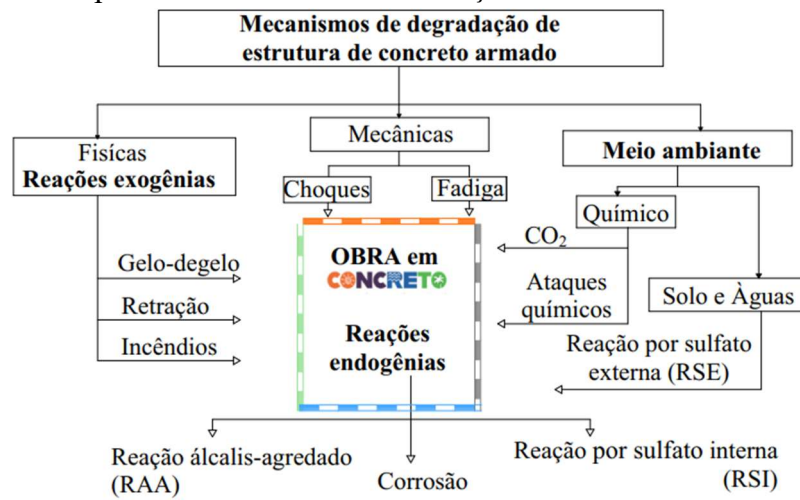 Mecanismos de degradação de
estrutura de concreto armado
Fisícas
Reações exogênias
Mecânicas
Meio ambiante
Choques
Fadiga
Químico
CO₂
OBRA em
CONCRETO
Gelo-degelo
Ataques
químicos
Solo e Àguas
Retração
Reações
endogênias
Incêndios
Reação por sulfato
externa (RSE)
Reação álcalis-agredado
(RAA)
Corrosão
Reação por sulfato interna
(RSI)